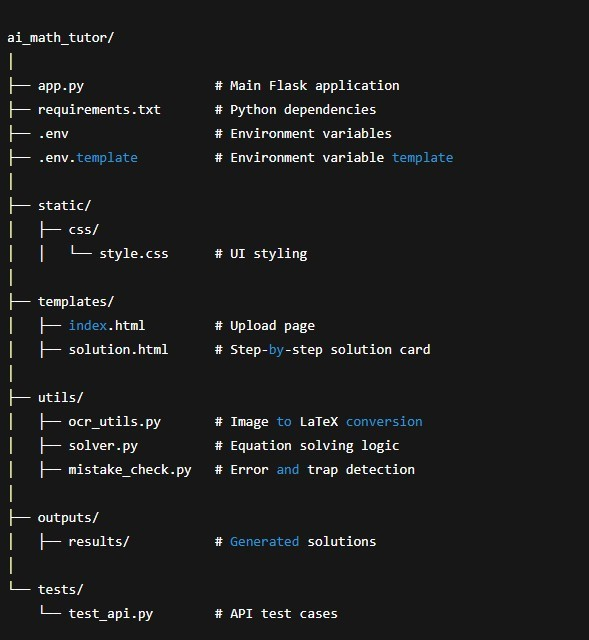 ai_math_tutor/
│
├── app.py                 # Main Flask application
├── requirements.txt       # Python dependencies
├── .env                   # Environment variables
├── .env.template          # Environment variable template
│
├── static/
│   ├── css/
│   │   └── style.css      # UI styling
│
├── templates/
│   ├── index.html         # Upload page
│   ├── solution.html      # Step-by-step solution card
│
├── utils/
│   ├── ocr_utils.py       # Image to LaTeX conversion
│   ├── solver.py          # Equation solving logic
│   ├── mistake_check.py   # Error and trap detection
│
├── outputs/
│   ├── results/           # Generated solutions
│
└── tests/
    └── test_api.py        # API test cases